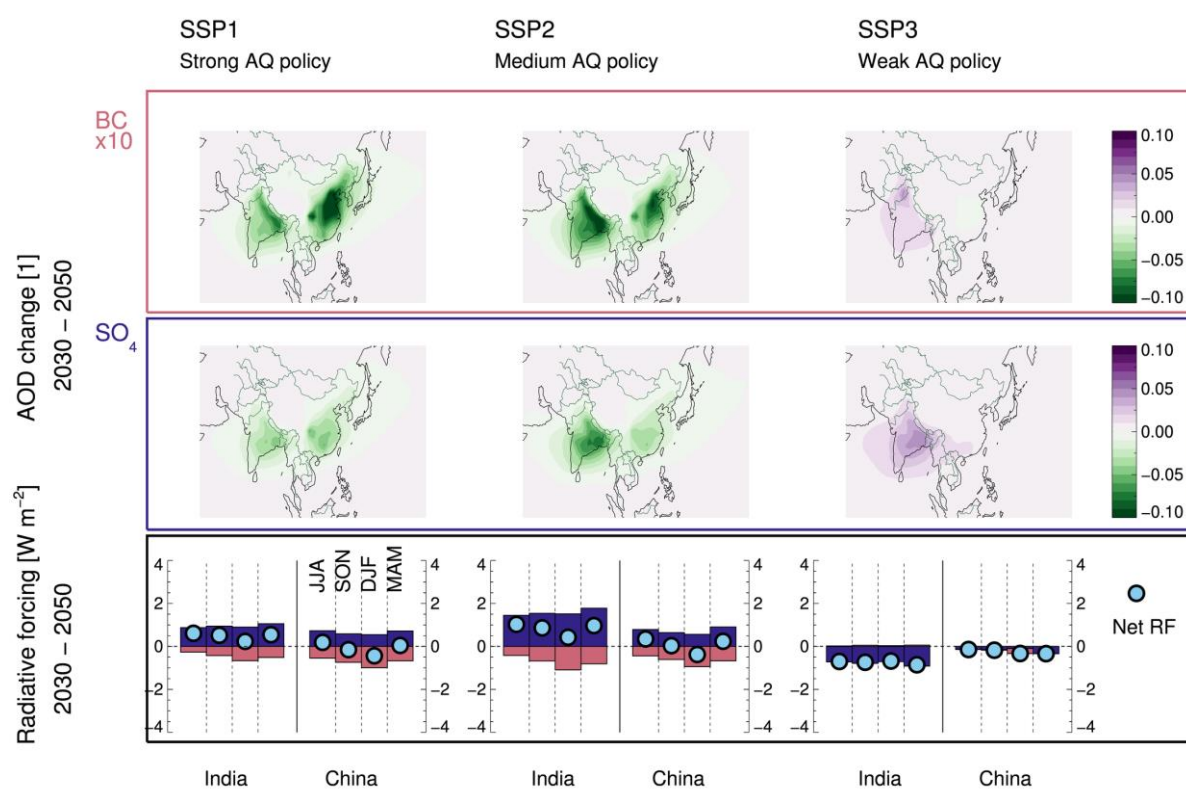 SSP1
Strong AQ policy
SSP2
Medium AQ policy
SSP3
Weak AQ policy
BC
x10
0.10
0.05
0.00
−0.05
−0.10
AOD change [1]
2030 − 2050
SO₄
0.10
0.05
0.00
−0.05
−0.10
Radiative forcing [W m⁻²]
2030 − 2050
4
2
0
−2
−4
JJA
SON
DJF
MAM
4
2
0
−2
−4
4
2
0
−2
−4
4
2
0
−2
−4
4
2
0
−2
−4
4
2
0
−2
−4
Net RF
India
China
India
China
India
China